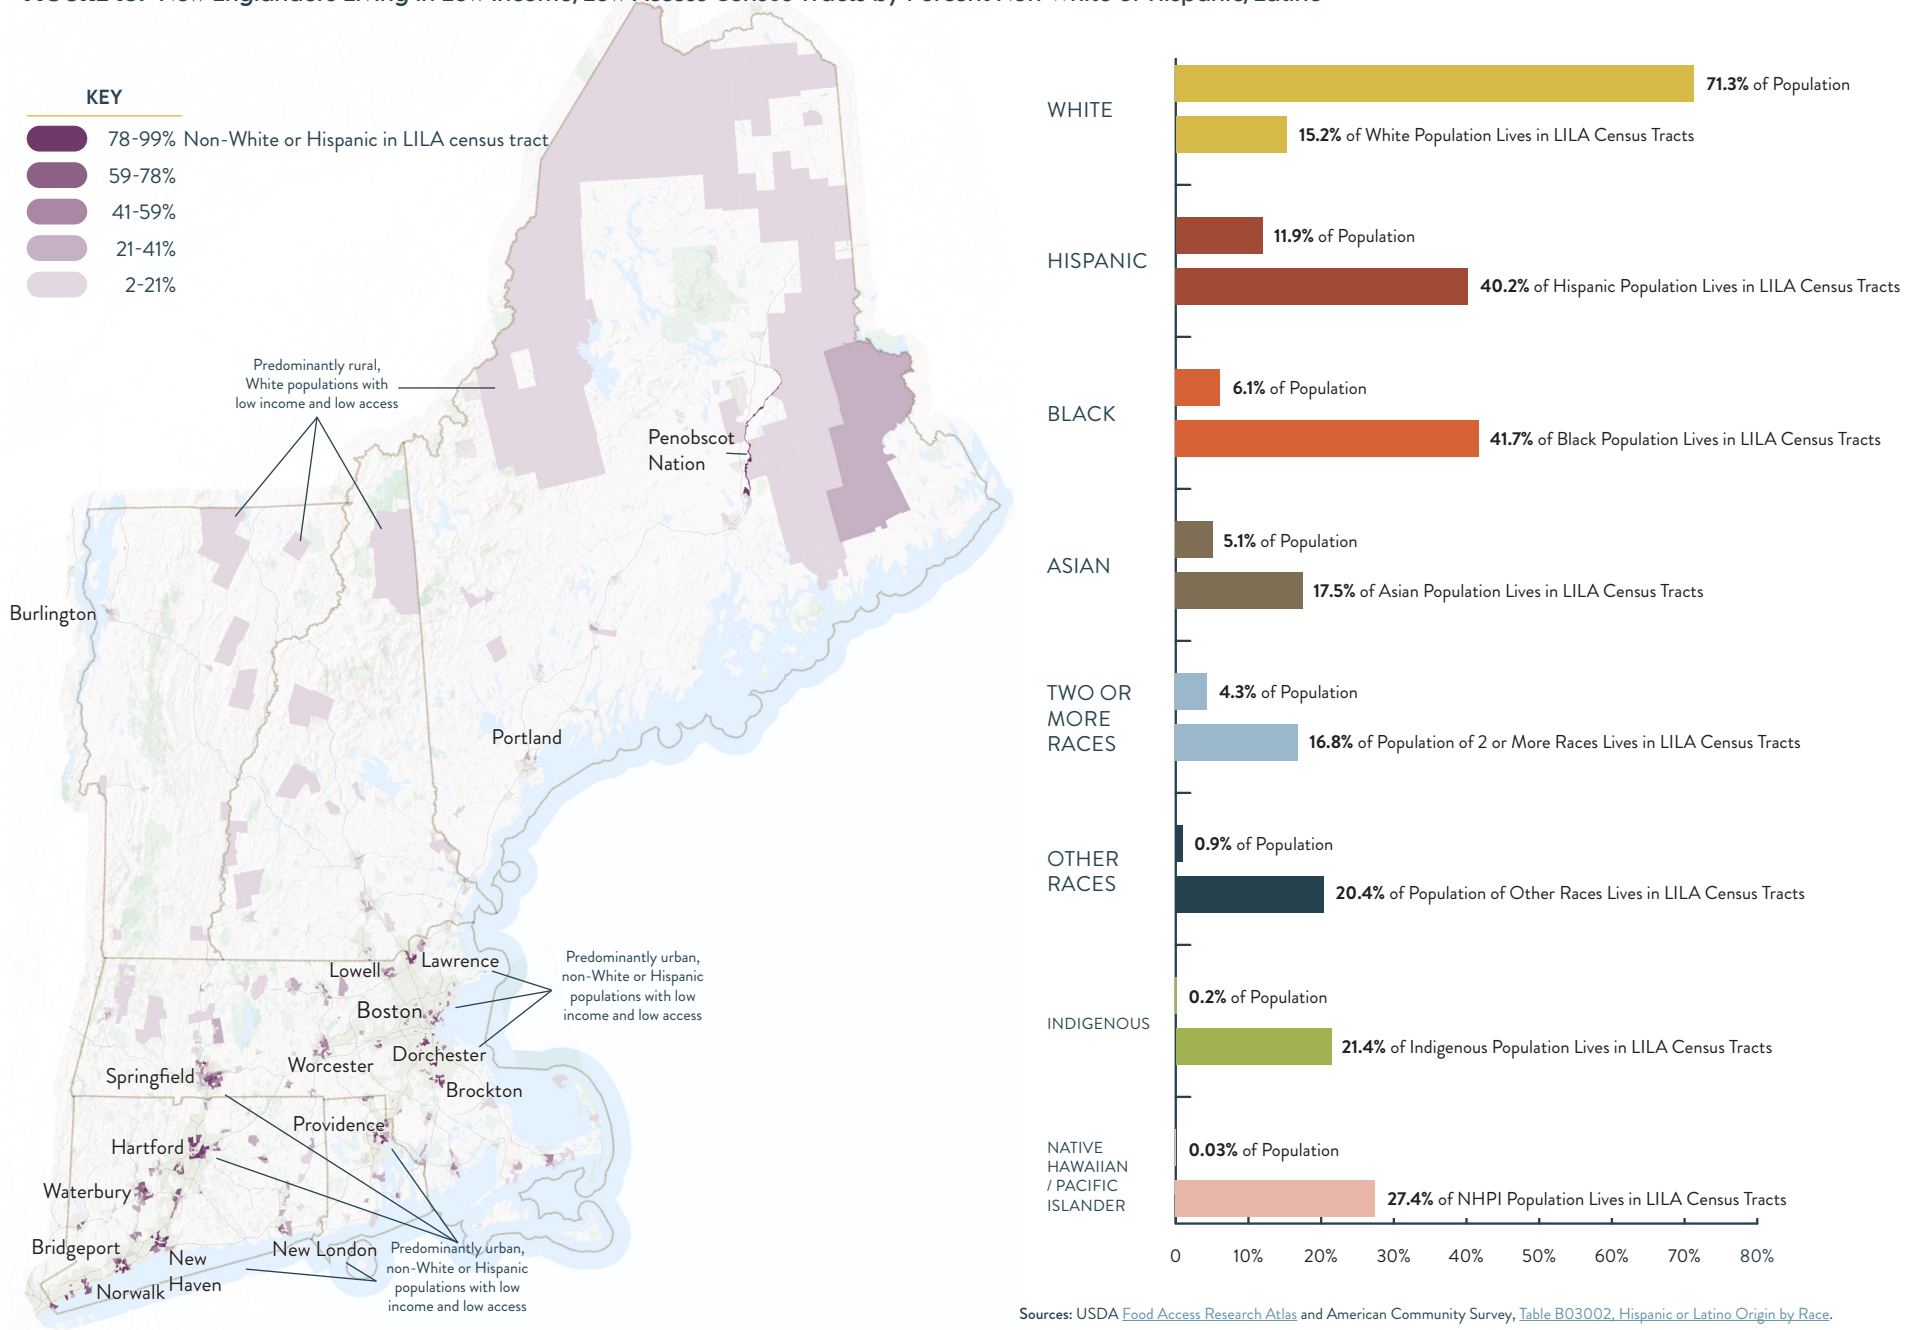 KEY
78-99% Non-White or Hispanic in LILA census tract
59-78%
41-59%
21-41%
2-21%
Predominantly rural,
White populations with
low income and low access
Penobscot
Nation
Burlington
Portland
Lawrence
Lowell
Boston
Dorchester
Worcester
Brockton
Springfield
Providence
Hartford
Waterbury
Bridgeport
New
Haven
Norwalk
New London
Predominantly urban,
non-White or Hispanic
populations with low
income and low access
Predominantly urban,
non-White or Hispanic
populations with low
income and low access
WHITE
71.3% of Population
15.2% of White Population Lives in LILA Census Tracts
HISPANIC
11.9% of Population
40.2% of Hispanic Population Lives in LILA Census Tracts
BLACK
6.1% of Population
41.7% of Black Population Lives in LILA Census Tracts
ASIAN
5.1% of Population
17.5% of Asian Population Lives in LILA Census Tracts
TWO OR
MORE
RACES
4.3% of Population
16.8% of Population of 2 or More Races Lives in LILA Census Tracts
OTHER
RACES
0.9% of Population
20.4% of Population of Other Races Lives in LILA Census Tracts
INDIGENOUS
0.2% of Population
21.4% of Indigenous Population Lives in LILA Census Tracts
NATIVE
HAWAIIAN
/ PACIFIC
ISLANDER
0.03% of Population
27.4% of NHPI Population Lives in LILA Census Tracts
0 10% 20% 30% 40% 50% 60% 70% 80%
Sources: USDA Food Access Research Atlas and American Community Survey, Table B03002, Hispanic or Latino Origin by Race.